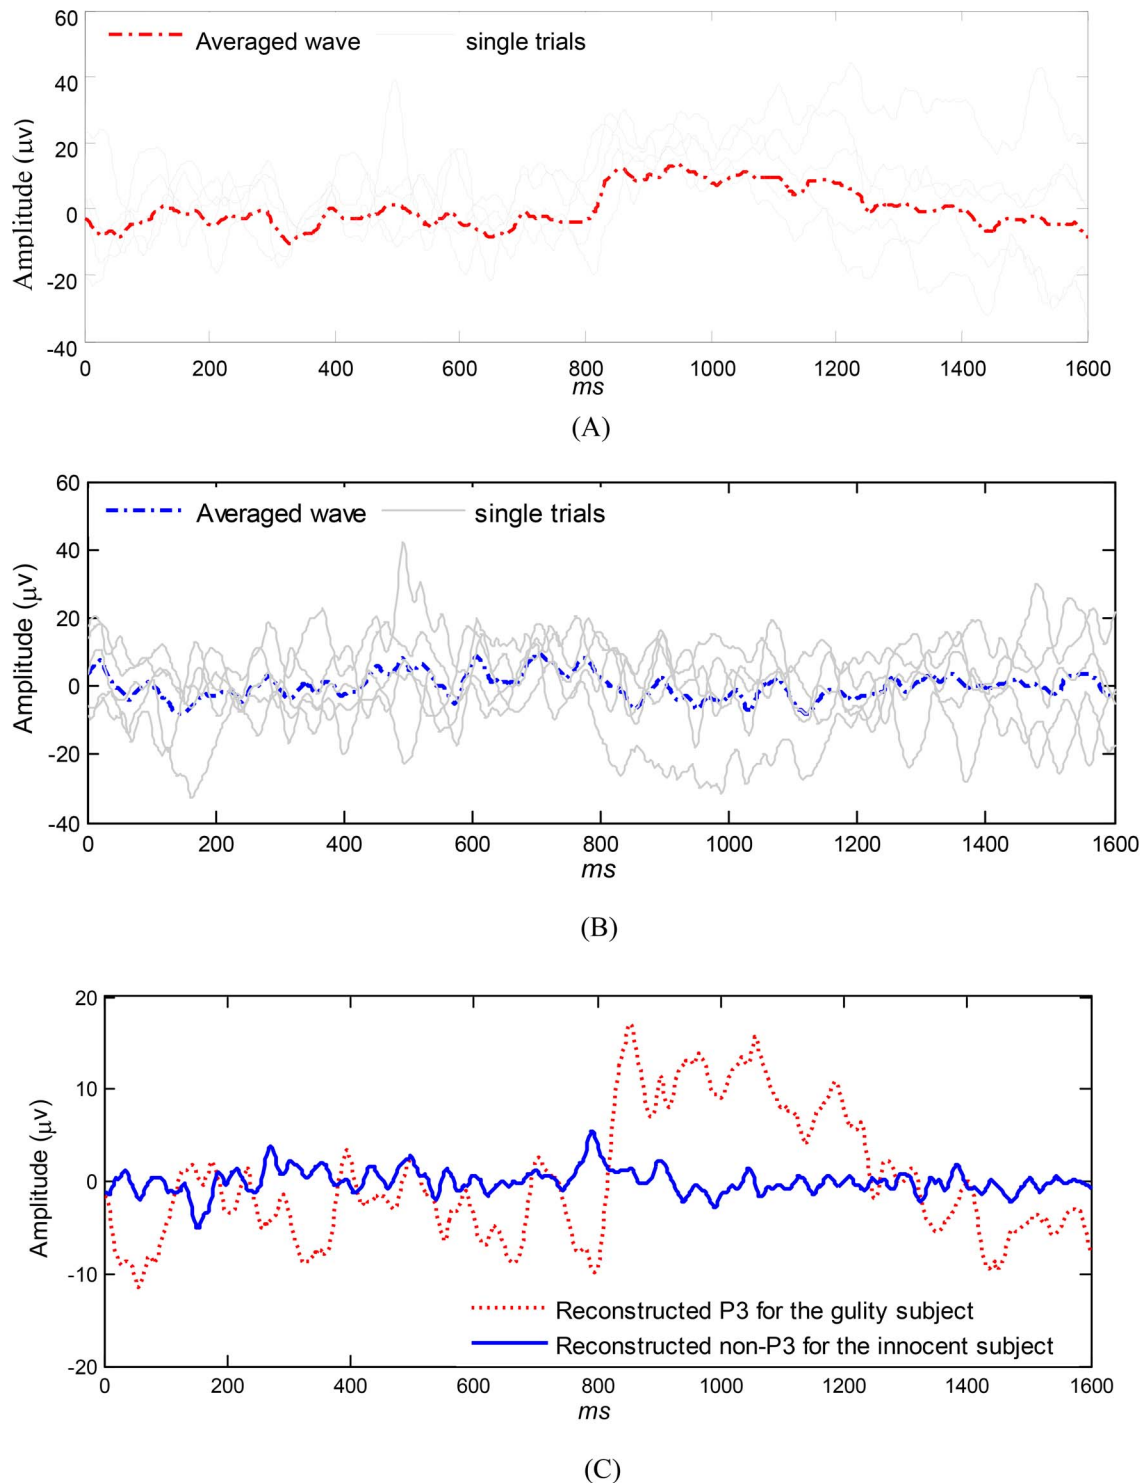 60
Averaged wave single trials
40
20
0
-20
-40
Amplitude (μv)
0 200 400 600 800 1000 1200 1400 1600
ms
(A)
60
Averaged wave single trials
40
20
0
-20
-40
Amplitude (μv)
0 200 400 600 800 1000 1200 1400 1600
ms
(B)
20
10
0
-10
-20
Amplitude (μv)
Reconstructed P3 for the gulity subject
Reconstructed non-P3 for the innocent subject
0 200 400 600 800 1000 1200 1400 1600
ms
(C)